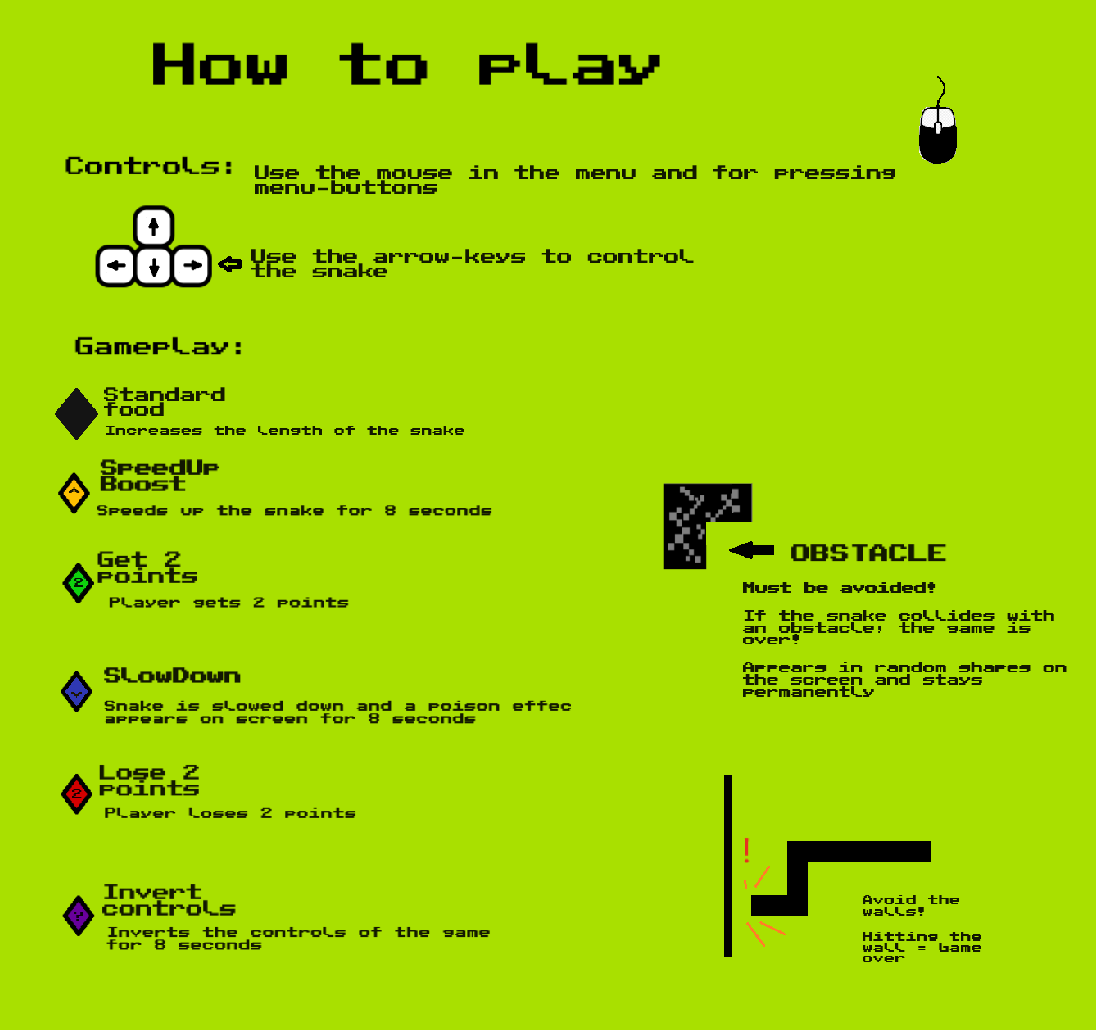 How to play
Controls:
Use the mouse in the menu and for pressing
menu-buttons
Use the arrow-keys to control
the snake
Gameplay:
Standard
food
Increases the length of the snake
SpeedUp
Boost
Speeds up the snake for 8 seconds
Get 2
points
2
Player gets 2 points
SlowDown
Snake is slowed down and a poison effec
appears on screen for 8 seconds
Lose 2
points
2
Player loses 2 points
Invert
controls
?
Inverts the controls of the game
for 8 seconds
OBSTACLE
Must be avoided!
If the snake collides with
an obstacle, the game is
over!
Appears in random shapes on
the screen and stays
permanently
!
Avoid the
walls!
Hitting the
wall = Game
over